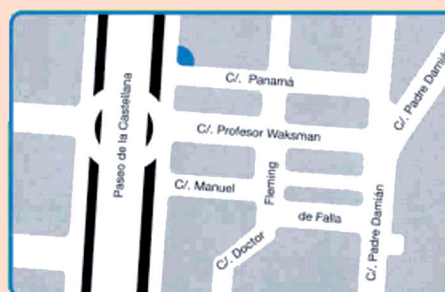 C/. Panamá
C/. Padre Damián
C/. Profesor Waksman
Paseo de la Castellana
C/. Manuel
Fleming
de Falla
C/. Doctor
C/. Padre Damián